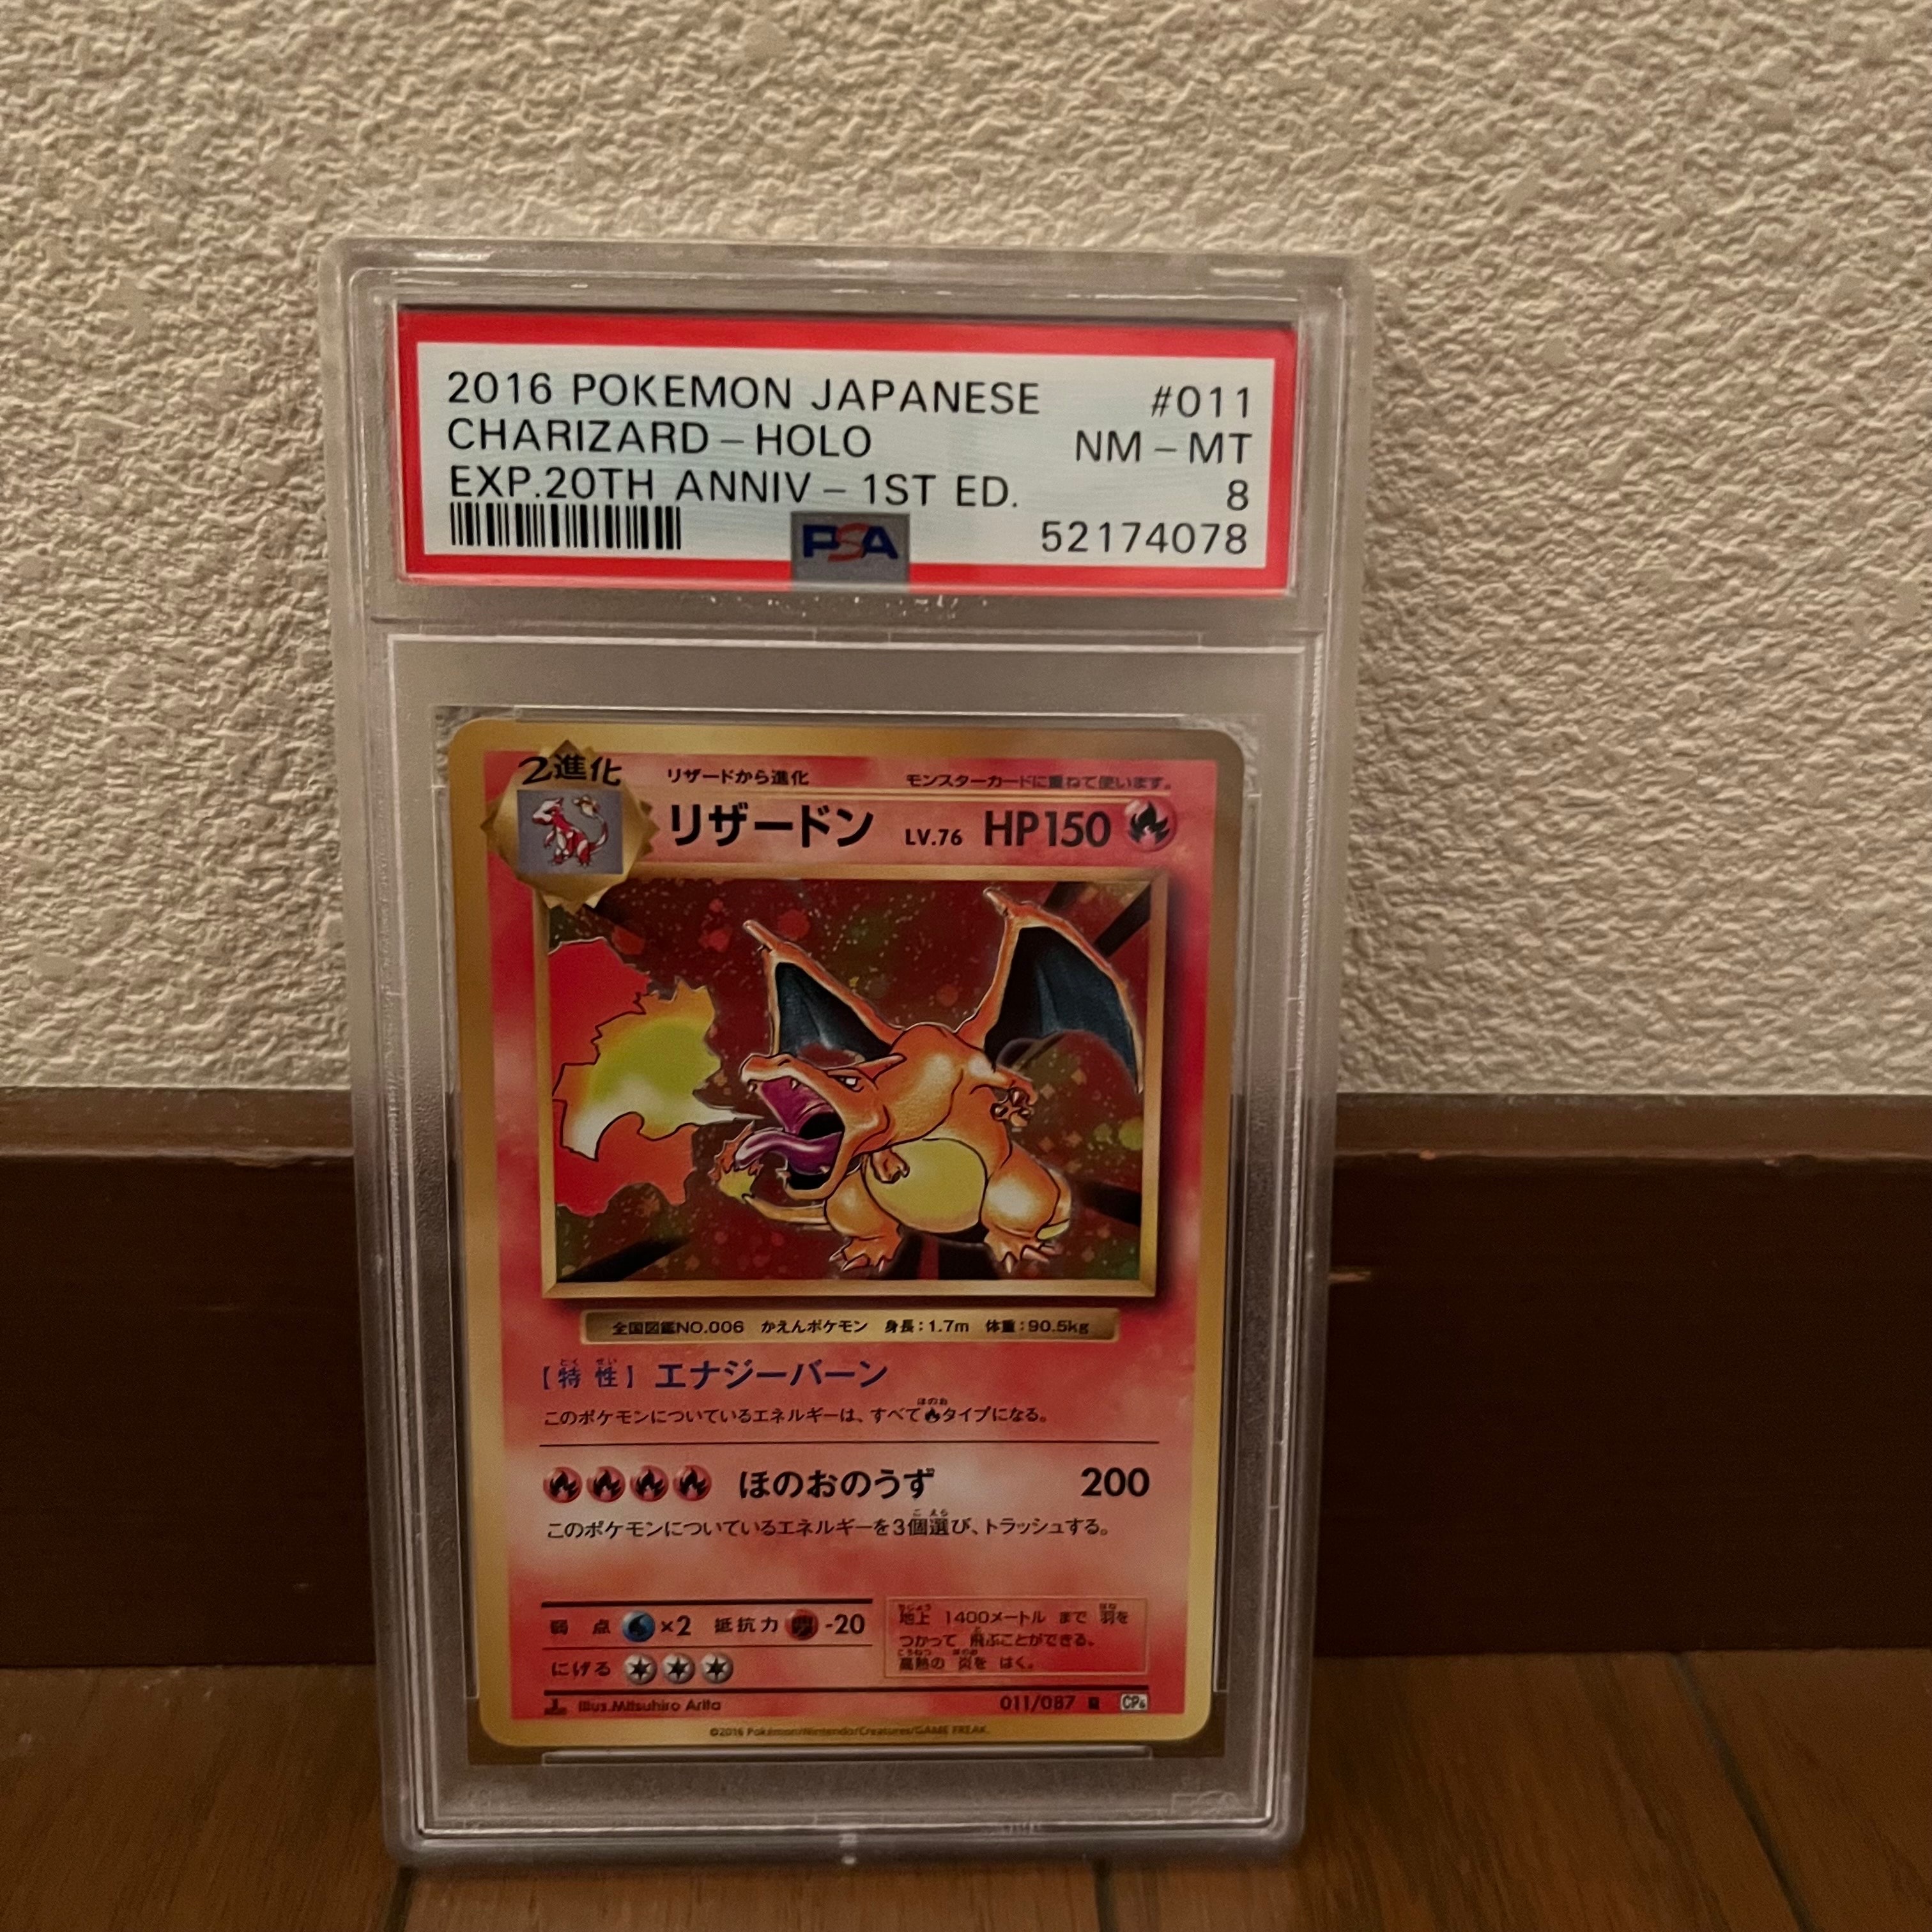 2016 POKEMON JAPANESE #011
CHARIZARD-HOLO NM-MT
EXP.20TH ANNIV-1ST ED. 8
PSA 52174078
2進化 リザードから進化 モンスターカードに重ねて使います。
リザードン LV.76 HP150
全国図鑑NO.006 かえんポケモン 身長:1.7m 体重:90.5kg
[特性] エナジーバーン
このポケモンについているエネルギーは、すべてタイプになる。
ほのおのうず 200
このポケモンについているエネルギーを3個選び、トラッシュする。
弱点 ×2 抵抗力 -20
にげる
地上 1400メートル まで 羽を
つかって 飛ぶことができる。
高熱の 炎を はく。
Illus.Mitsuhiro Arita 011/087 R CP6
©2016 Pokémon/Nintendo/Creatures/GAME FREAK.